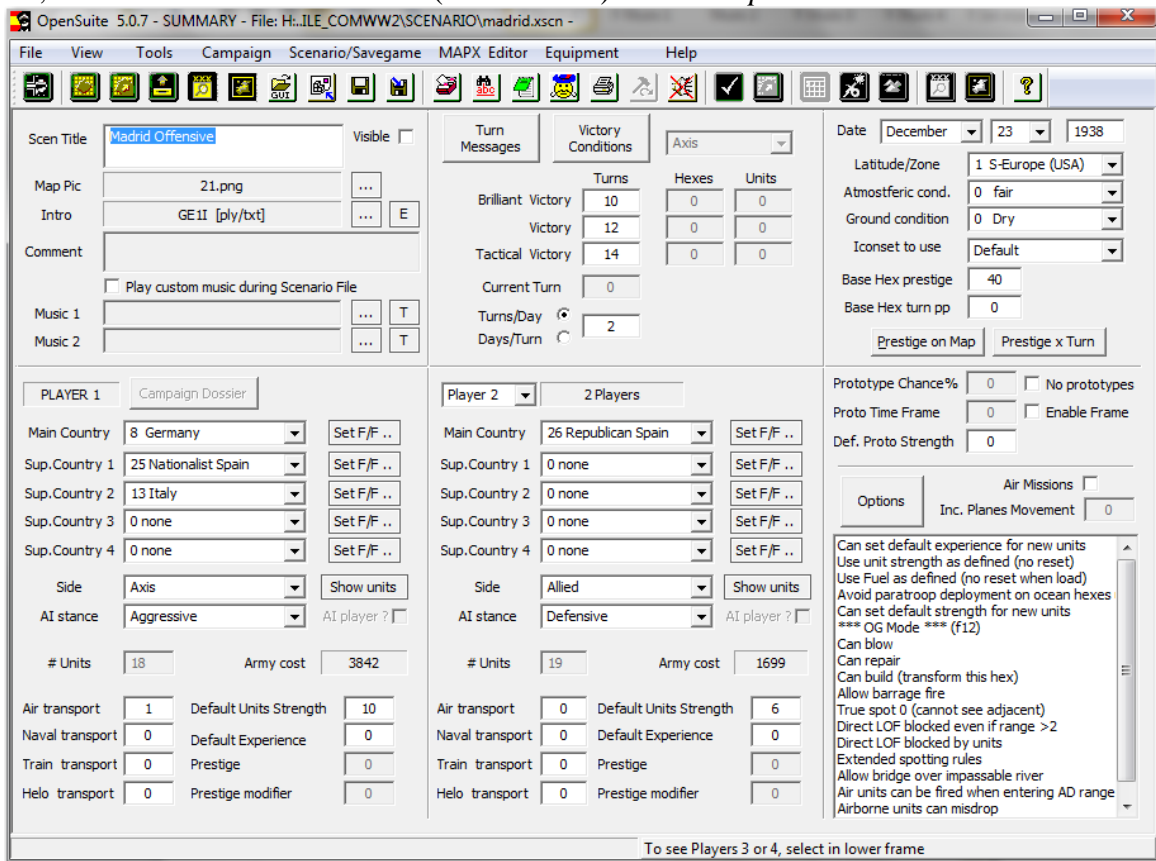 OpenSuite 5.0.7 - SUMMARY - File: H:..ILE_COMWW2\SCENARIO\madrid.xscn -
File View Tools Campaign Scenario/Savegame MAPX Editor Equipment Help
GUI abc ?
Scen Title Madrid Offensive Visible
Map Pic 21.png ...
Intro GE1I [ply/txt] ... E
Comment
Play custom music during Scenario File
Music 1 ... T
Music 2 ... T
Turn Messages Victory Conditions Axis
Turns Hexes Units
Brilliant Victory 10 0 0
Victory 12 0 0
Tactical Victory 14 0 0
Current Turn 0
Turns/Day
Days/Turn 2
Date December 23 1938
Latitude/Zone 1 S-Europe (USA)
Atmostferic cond. 0 fair
Ground condition 0 Dry
Iconset to use Default
Base Hex prestige 40
Base Hex turn pp 0
Prestige on Map Prestige x Turn
PLAYER 1 Campaign Dossier
Main Country 8 Germany Set F/F ..
Sup.Country 1 25 Nationalist Spain Set F/F ..
Sup.Country 2 13 Italy Set F/F ..
Sup.Country 3 0 none Set F/F ..
Sup.Country 4 0 none Set F/F ..
Side Axis Show units
AI stance Aggressive AI player ?
# Units 18 Army cost 3842
Air transport 1 Default Units Strength 10
Naval transport 0 Default Experience 0
Train transport 0 Prestige 0
Helo transport 0 Prestige modifier 0
Player 2 2 Players
Main Country 26 Republican Spain Set F/F ..
Sup.Country 1 0 none Set F/F ..
Sup.Country 2 0 none Set F/F ..
Sup.Country 3 0 none Set F/F ..
Sup.Country 4 0 none Set F/F ..
Side Allied Show units
AI stance Defensive AI player ?
# Units 19 Army cost 1699
Air transport 0 Default Units Strength 6
Naval transport 0 Default Experience 0
Train transport 0 Prestige 0
Helo transport 0 Prestige modifier 0
Prototype Chance% 0 No prototypes
Proto Time Frame 0 Enable Frame
Def. Proto Strength 0
Options Air Missions
Inc. Planes Movement 0
Can set default experience for new units
Use unit strength as defined (no reset)
Use Fuel as defined (no reset when load)
Avoid paratroop deployment on ocean hexes
Can set default strength for new units
*** OG Mode *** (f12)
Can blow
Can repair
Can build (transform this hex)
Allow barrage fire
True spot 0 (cannot see adjacent)
Direct LOF blocked even if range >2
Direct LOF blocked by units
Extended spotting rules
Allow bridge over impassable river
Air units can be fired when entering AD range
Airborne units can misdrop
To see Players 3 or 4, select in lower frame